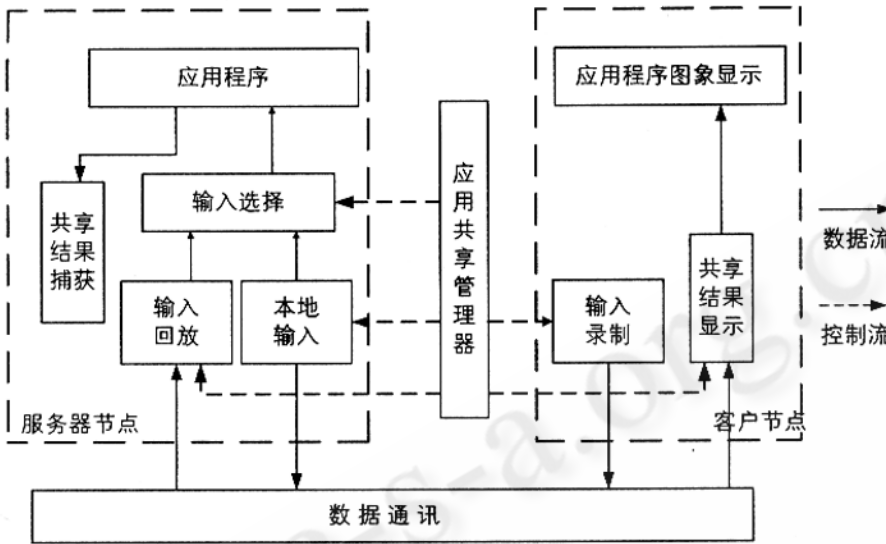 应用程序
应用程序图象显示
输入选择
共享
结果
捕获
输入
回放
本地
输入
应
用
共
享
管
理
器
输入
录制
共享
结果
显示
数据流
控制流
服务器节点
客户节点
数据通讯
-s-a.org.c